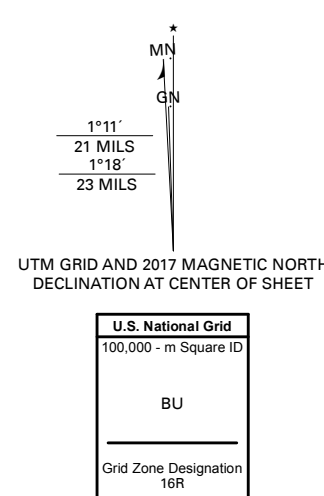 MN
GN
1°11´
21 MILS
1°18´
23 MILS
UTM GRID AND 2017 MAGNETIC NORTH
DECLINATION AT CENTER OF SHEET
U.S. National Grid
100,000 - m Square ID
BU
Grid Zone Designation
16R